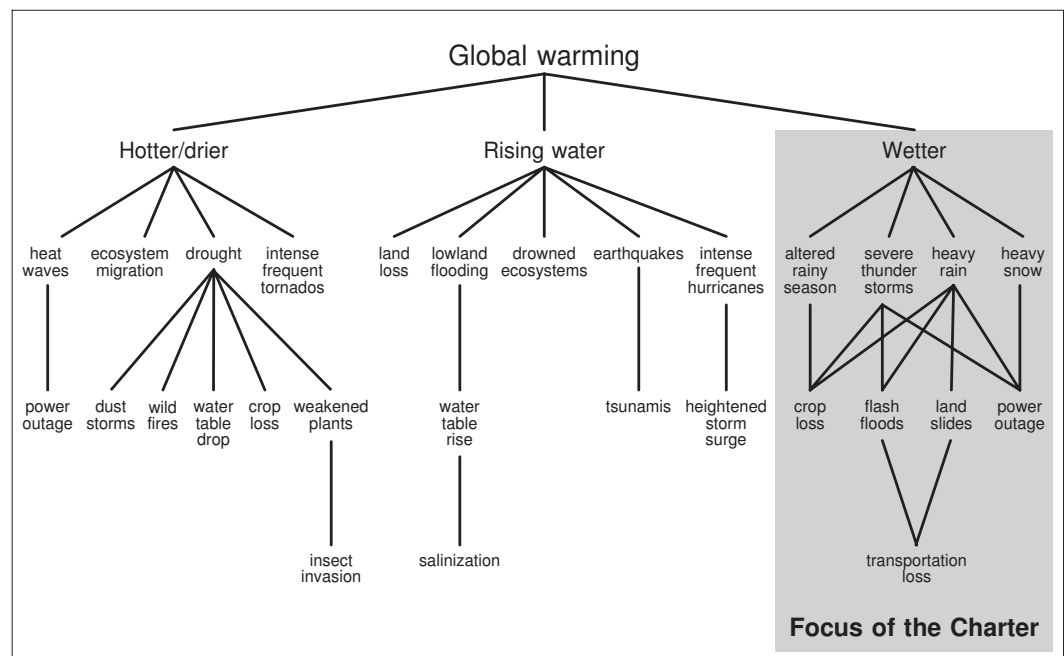 Global warming
Hotter/drier
Rising water
Wetter
heat
waves
ecosystem
migration
drought
intense
frequent
tornados
land
loss
lowland
flooding
drowned
ecosystems
earthquakes
intense
frequent
hurricanes
altered
rainy
season
severe
thunder
storms
heavy
rain
heavy
snow
power
outage
dust
storms
wild
fires
water
table
drop
crop
loss
weakened
plants
water
table
rise
tsunamis
heightened
storm
surge
crop
loss
flash
floods
land
slides
power
outage
insect
invasion
salinization
transportation
loss
Focus of the Charter